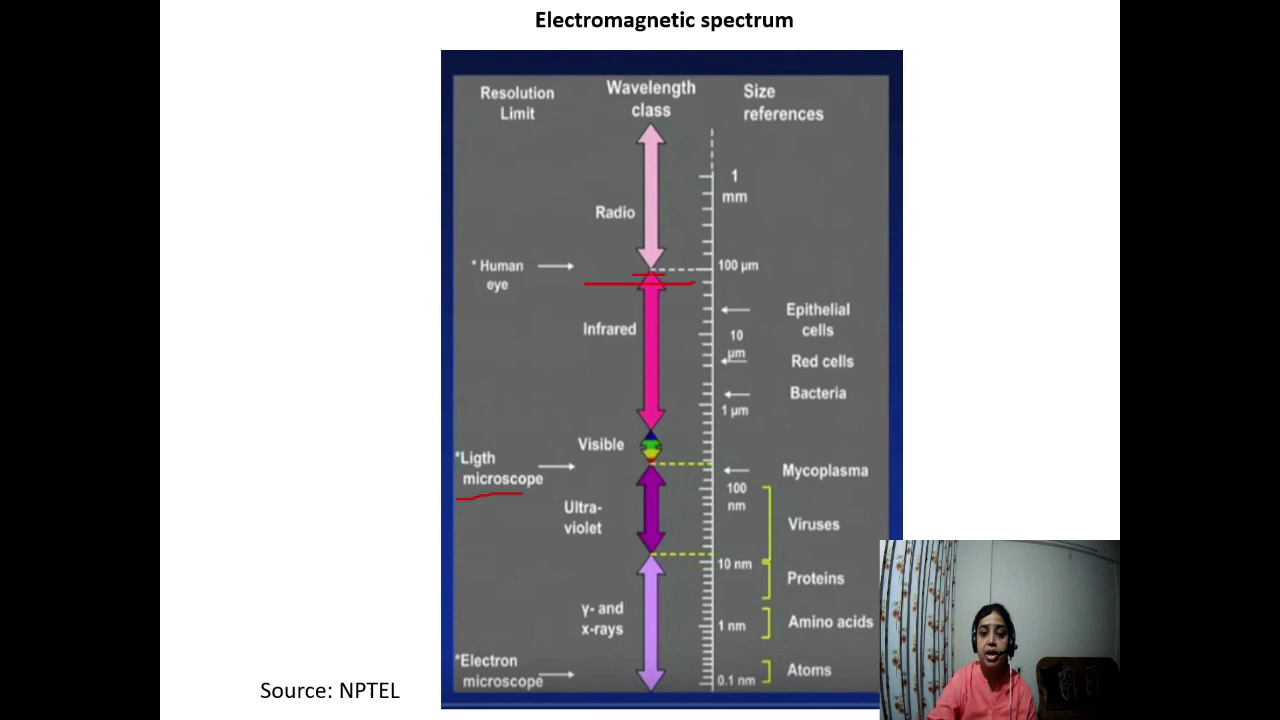 Electromagnetic spectrum
Resolution
Limit
Wavelength
class
Size
references
1
mm
Radio
* Human
eye
100 µm
Epithelial
cells
Infrared
10
µm
Red cells
Bacteria
1 µm
Visible
*Ligth
microscope
Mycoplasma
100
nm
Ultra-
violet
Viruses
10 nm
Proteins
γ- and
x-rays
1 nm
Amino acids
*Electron
microscope
Atoms
0.1 nm
Source: NPTEL